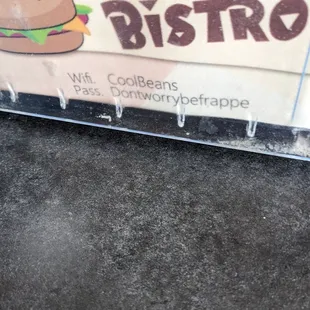 BISTRO
Wifi. CoolBeans
Pass. Dontworrybefrappe